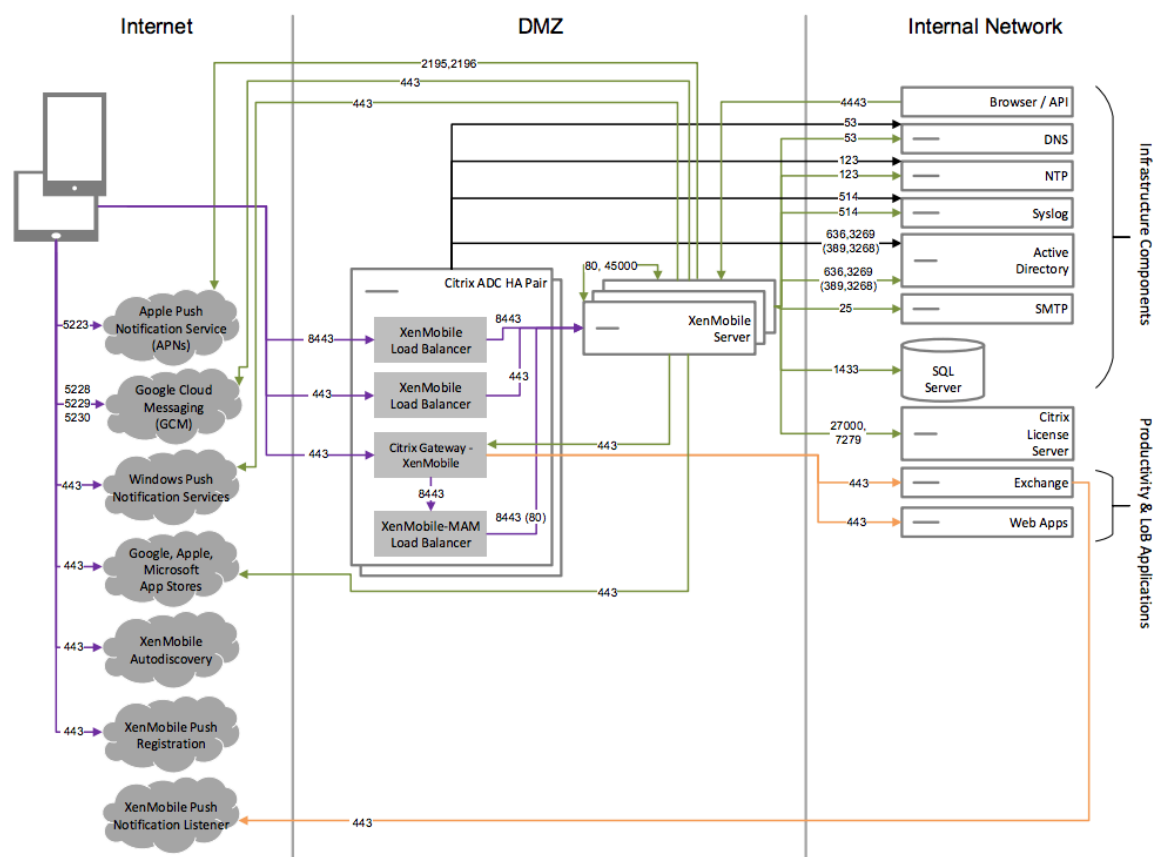 Internet
DMZ
Internal Network
2195,2196
443
443
4443
Browser / API
53
53
DNS
123
123
NTP
514
514
Syslog
636,3269
(389,3268)
636,3269
(389,3268)
Active
Directory
25
SMTP
1433
SQL
Server
27000,
7279
Citrix
License
Server
443
Exchange
443
Web Apps
Infrastructure Components
Productivity & LoB Applications
80, 45000
XenMobile
Server
Citrix ADC HA Pair
8443
XenMobile
Load Balancer
8443
443
XenMobile
Load Balancer
443
443
Citrix Gateway -
XenMobile
443
8443
XenMobile-MAM
Load Balancer
8443 (80)
443
5223
Apple Push
Notification Service
(APNs)
5228
5229
5230
Google Cloud
Messaging
(GCM)
443
Windows Push
Notification Services
443
Google, Apple,
Microsoft
App Stores
443
XenMobile
Autodiscovery
443
XenMobile Push
Registration
XenMobile Push
Notification Listener
443